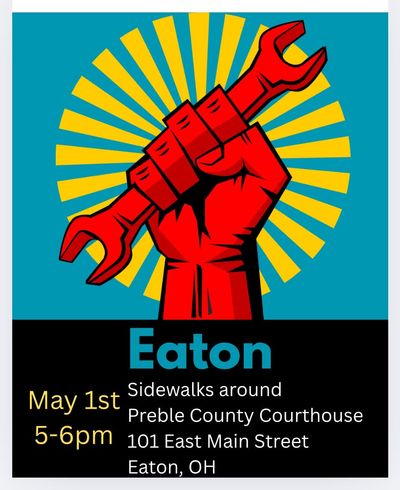 Eaton
May 1st
5-6pm
Sidewalks around
Preble County Courthouse
101 East Main Street
Eaton, OH